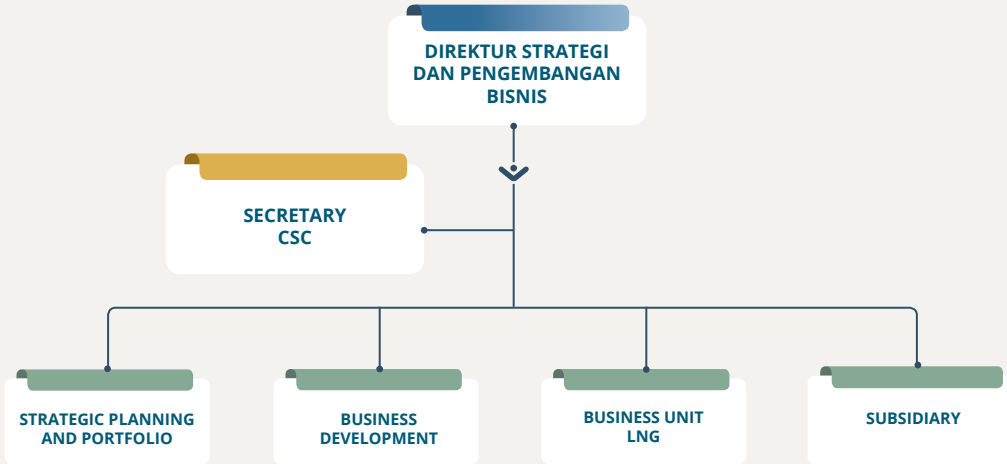 DIREKTUR STRATEGI
DAN PENGEMBANGAN
BISNIS
SECRETARY
CSC
STRATEGIC PLANNING
AND PORTFOLIO
BUSINESS
DEVELOPMENT
BUSINESS UNIT
LNG
SUBSIDIARY